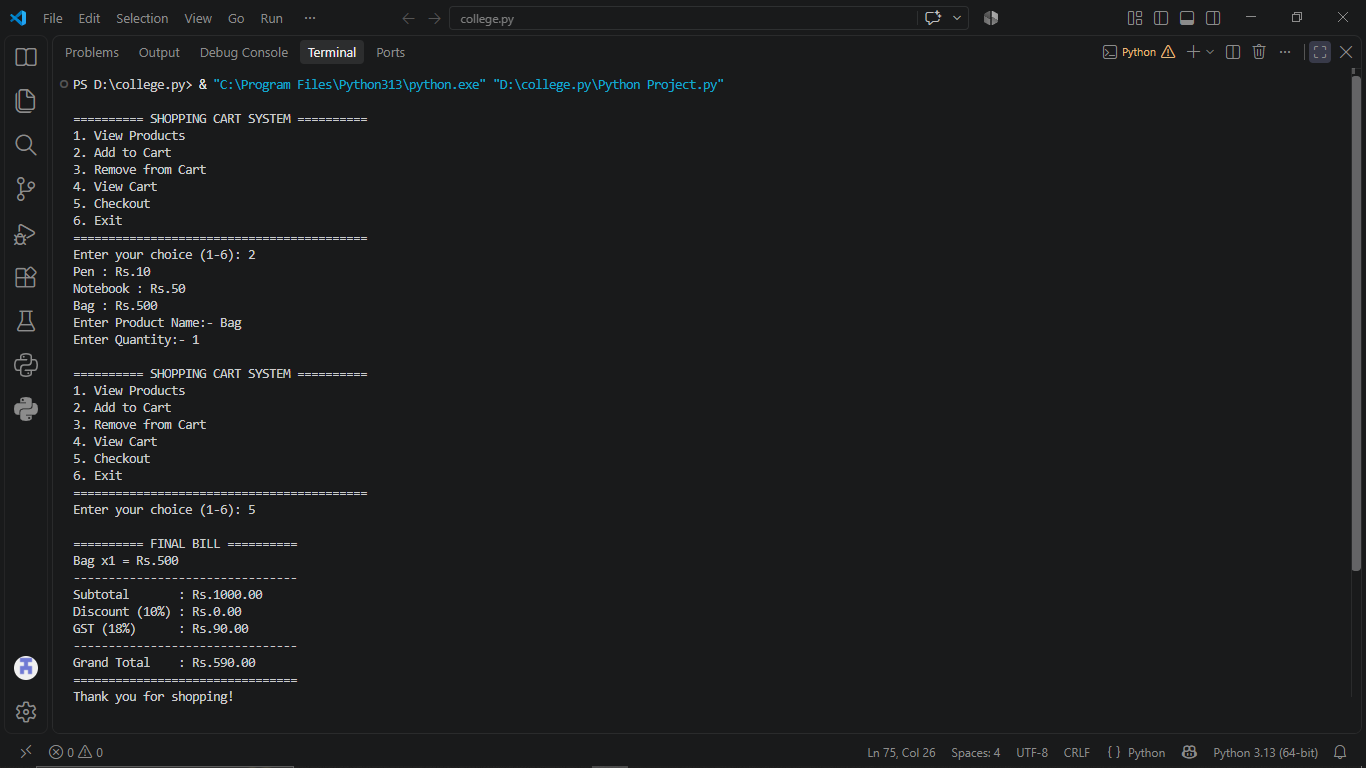 File Edit Selection View Go Run ··· college.py
Problems Output Debug Console Terminal Ports Python
PS D:\college.py> & "C:\Program Files\Python313\python.exe" "D:\college.py\Python Project.py"
========== SHOPPING CART SYSTEM ==========
1. View Products
2. Add to Cart
3. Remove from Cart
4. View Cart
5. Checkout
6. Exit
==========================================
Enter your choice (1-6): 2
Pen : Rs.10
Notebook : Rs.50
Bag : Rs.500
Enter Product Name:- Bag
Enter Quantity:- 1
========== SHOPPING CART SYSTEM ==========
1. View Products
2. Add to Cart
3. Remove from Cart
4. View Cart
5. Checkout
6. Exit
==========================================
Enter your choice (1-6): 5
========== FINAL BILL ==========
Bag x1 = Rs.500
--------------------------------
Subtotal       : Rs.1000.00
Discount (10%) : Rs.0.00
GST (18%)      : Rs.90.00
--------------------------------
Grand Total    : Rs.590.00
================================
Thank you for shopping!
0 0 Ln 75, Col 26 Spaces: 4 UTF-8 CRLF { } Python Python 3.13 (64-bit)